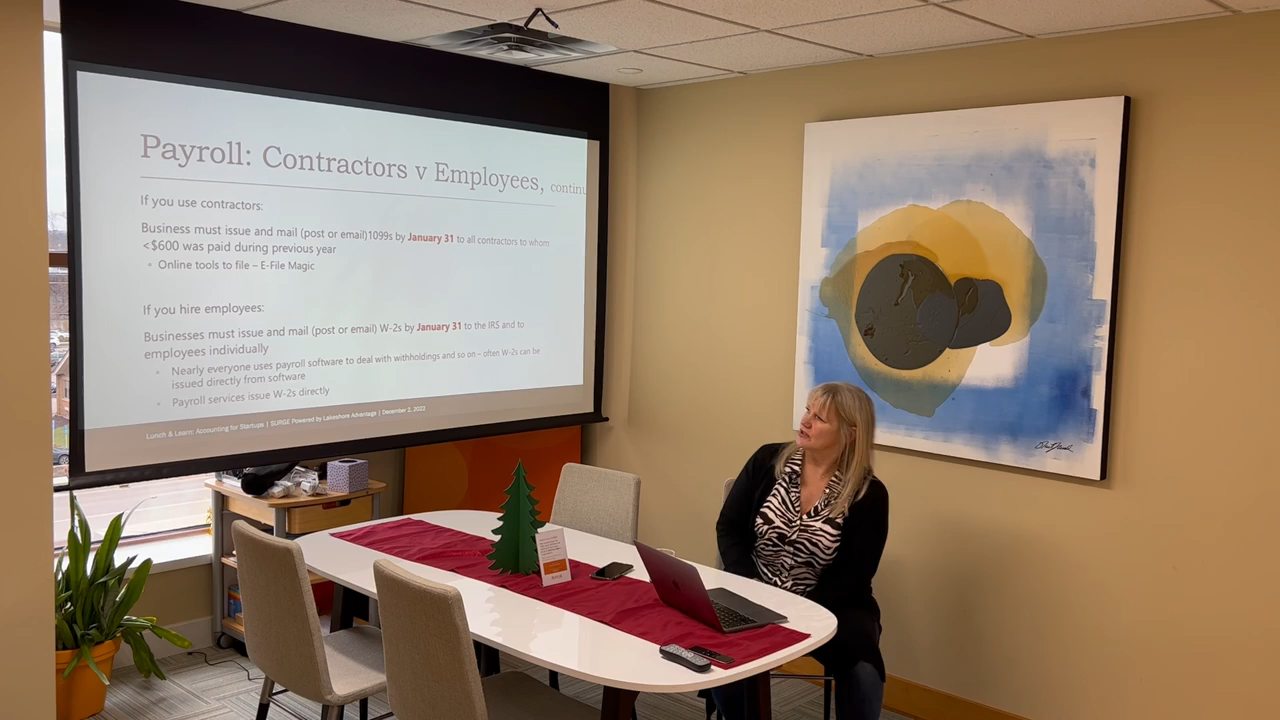 Payroll: Contractors v Employees, continu
If you use contractors:
Business must issue and mail (post or email)1099s by January 31 to all contractors to whom
<$600 was paid during previous year
• Online tools to file – E-File Magic
If you hire employees:
Businesses must issue and mail (post or email) W-2s by January 31 to the IRS and to
employees individually
• Nearly everyone uses payroll software to deal with withholdings and so on – often W-2s can be
issued directly from software
• Payroll services issue W-2s directly
Lunch & Learn: Accounting for Startups | SURGE Powered by Lakeshore Advantage | December 2, 2022